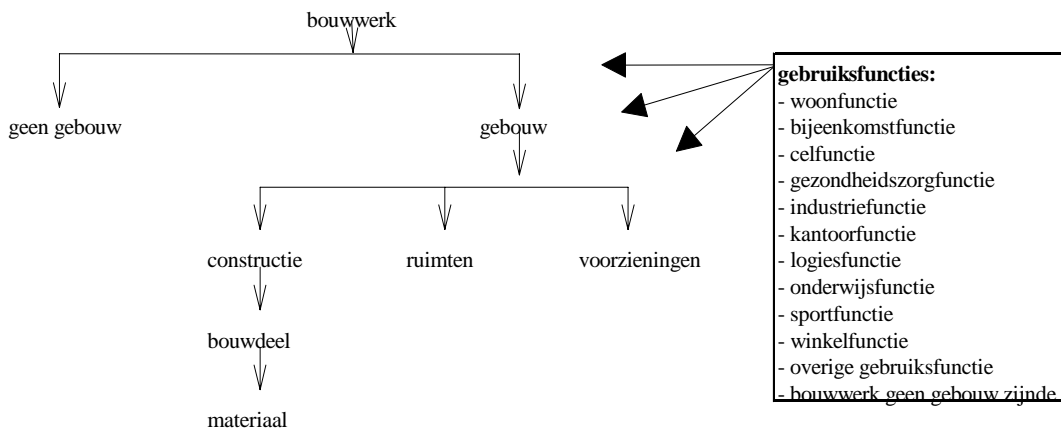 bouwwerk
geen gebouw
gebouw
constructie
ruimten
voorzieningen
bouwdeel
materiaal
gebruiksfuncties:
- woonfunctie
- bijeenkomstfunctie
- celfunctie
- gezondheidszorgfunctie
- industriefunctie
- kantoorfunctie
- logiesfunctie
- onderwijsfunctie
- sportfunctie
- winkelfunctie
- overige gebruiksfunctie
- bouwwerk geen gebouw zijnde